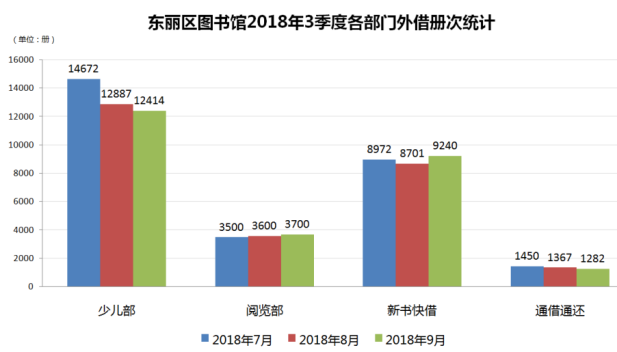 东丽区图书馆2018年3季度各部门外借册次统计
（单位：册）
16000
14000
12000
10000
8000
6000
4000
2000
0
14672
12887
12414
3500
3600
3700
8972
8701
9240
1450
1367
1282
少儿部
阅览部
新书快借
通借通还
2018年7月
2018年8月
2018年9月